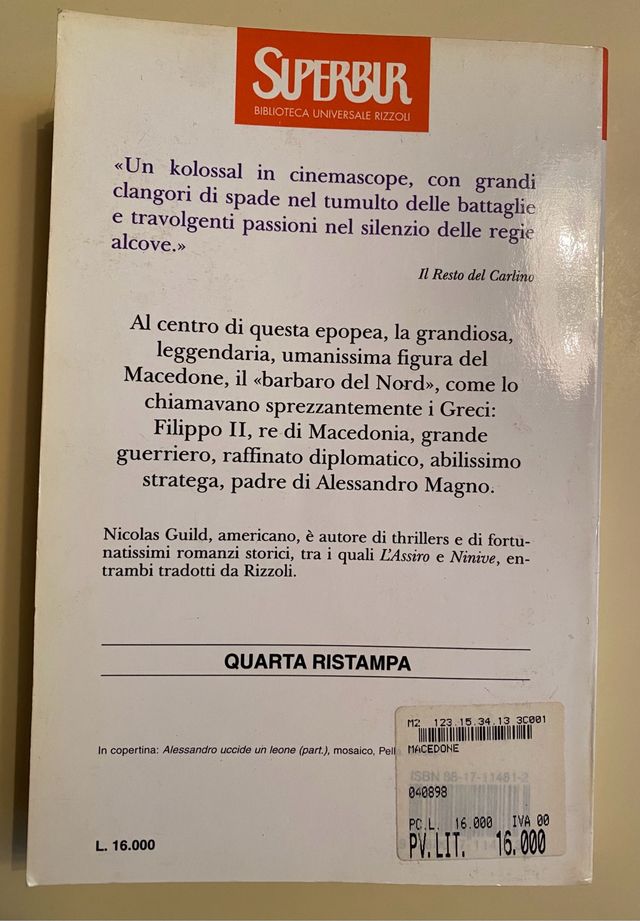 SUPERBUR
BIBLIOTECA UNIVERSALE RIZZOLI
«Un kolossal in cinemascope, con grandi
clangori di spade nel tumulto delle battaglie
e travolgenti passioni nel silenzio delle regie
alcove.»
Il Resto del Carlino
Al centro di questa epopea, la grandiosa,
leggendaria, umanissima figura del
Macedone, il «barbaro del Nord», come lo
chiamavano sprezzantemente i Greci:
Filippo II, re di Macedonia, grande
guerriero, raffinato diplomatico, abilissimo
stratega, padre di Alessandro Magno.
Nicolas Guild, americano, è autore di thrillers e di fortu-
natissimi romanzi storici, tra i quali L'Assiro e Ninive, en-
trambi tradotti da Rizzoli.
QUARTA RISTAMPA
M2 123.15.34.13 3C001
In copertina: Alessandro uccide un leone (part.), mosaico, Pell
MACEDONE
ISBN 88-17-11481-2
040898
PC.L. 16.000 IVA 00
PV.LIT. 16.000
L. 16.000